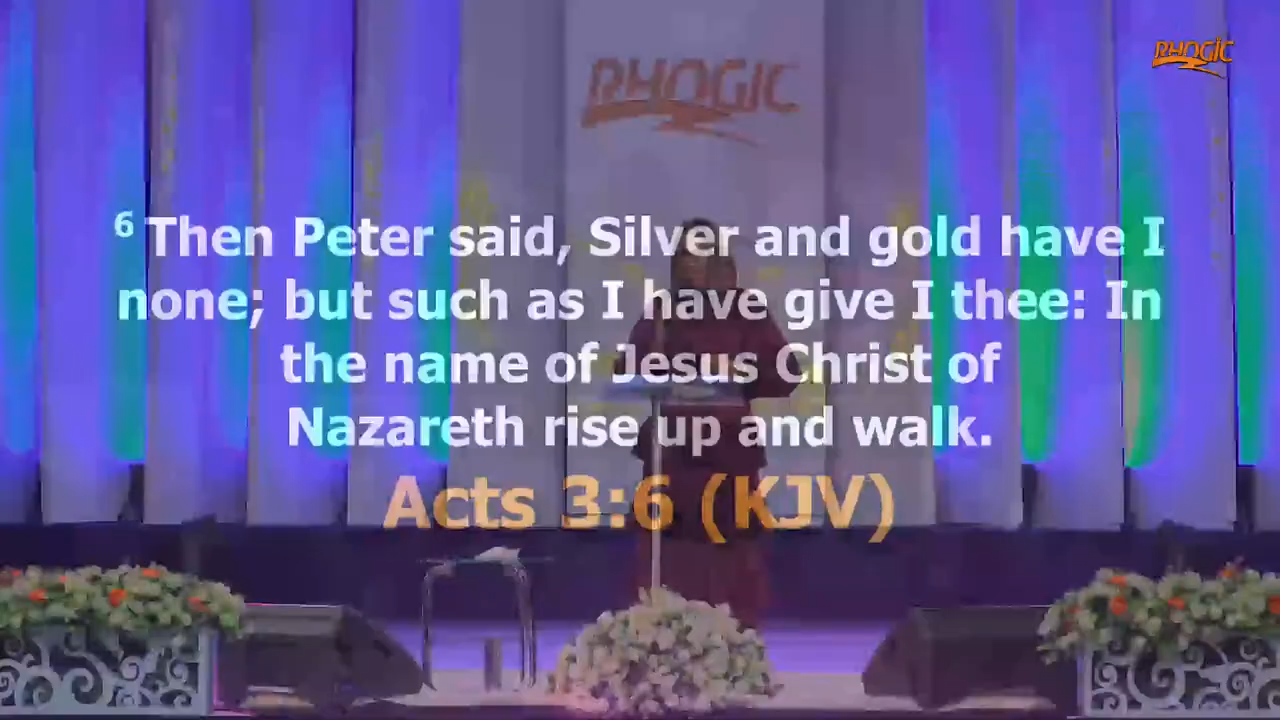 RHOGIC
RHOGIC
6 Then Peter said, Silver and gold have I
none; but such as I have give I thee: In
the name of Jesus Christ of
Nazareth rise up and walk.
Acts 3:6 (KJV)